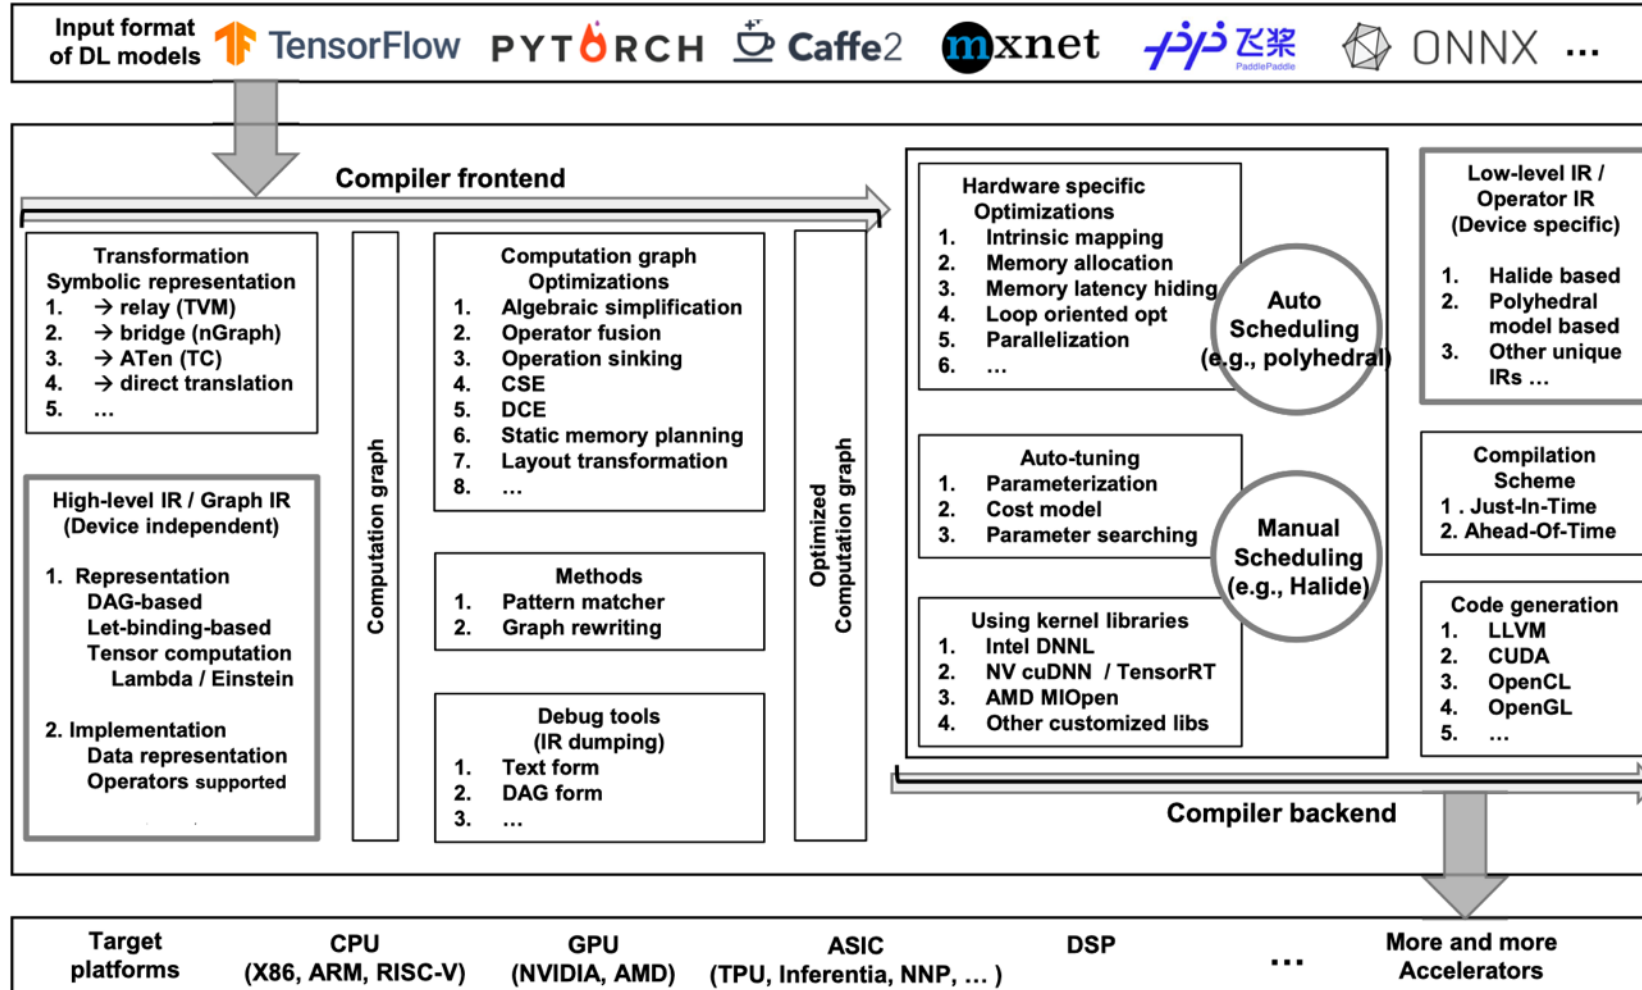 Input format
of DL models
TensorFlow
PYTORCH
Caffe2
mxnet
飞桨
PaddlePaddle
ONNX
...
Compiler frontend
Transformation
Symbolic representation
1. → relay (TVM)
2. → bridge (nGraph)
3. → ATen (TC)
4. → direct translation
5. ...
High-level IR / Graph IR
(Device independent)
1. Representation
DAG-based
Let-binding-based
Tensor computation
Lambda / Einstein
2. Implementation
Data representation
Operators supported
Computation graph
Computation graph
Optimizations
1. Algebraic simplification
2. Operator fusion
3. Operation sinking
4. CSE
5. DCE
6. Static memory planning
7. Layout transformation
8. ...
Methods
1. Pattern matcher
2. Graph rewriting
Debug tools
(IR dumping)
1. Text form
2. DAG form
3. ...
Optimized
Computation graph
Hardware specific
Optimizations
1. Intrinsic mapping
2. Memory allocation
3. Memory latency hiding
4. Loop oriented opt
5. Parallelization
6. ...
Auto
Scheduling
(e.g., polyhedral)
Auto-tuning
1. Parameterization
2. Cost model
3. Parameter searching
Manual
Scheduling
(e.g., Halide)
Using kernel libraries
1. Intel DNNL
2. NV cuDNN / TensorRT
3. AMD MIOpen
4. Other customized libs
Low-level IR /
Operator IR
(Device specific)
1. Halide based
2. Polyhedral
model based
3. Other unique
IRs ...
Compilation
Scheme
1 . Just-In-Time
2. Ahead-Of-Time
Code generation
1. LLVM
2. CUDA
3. OpenCL
4. OpenGL
5. ...
Compiler backend
Target
platforms
CPU
(X86, ARM, RISC-V)
GPU
(NVIDIA, AMD)
ASIC
(TPU, Inferentia, NNP, ... )
DSP
...
More and more
Accelerators